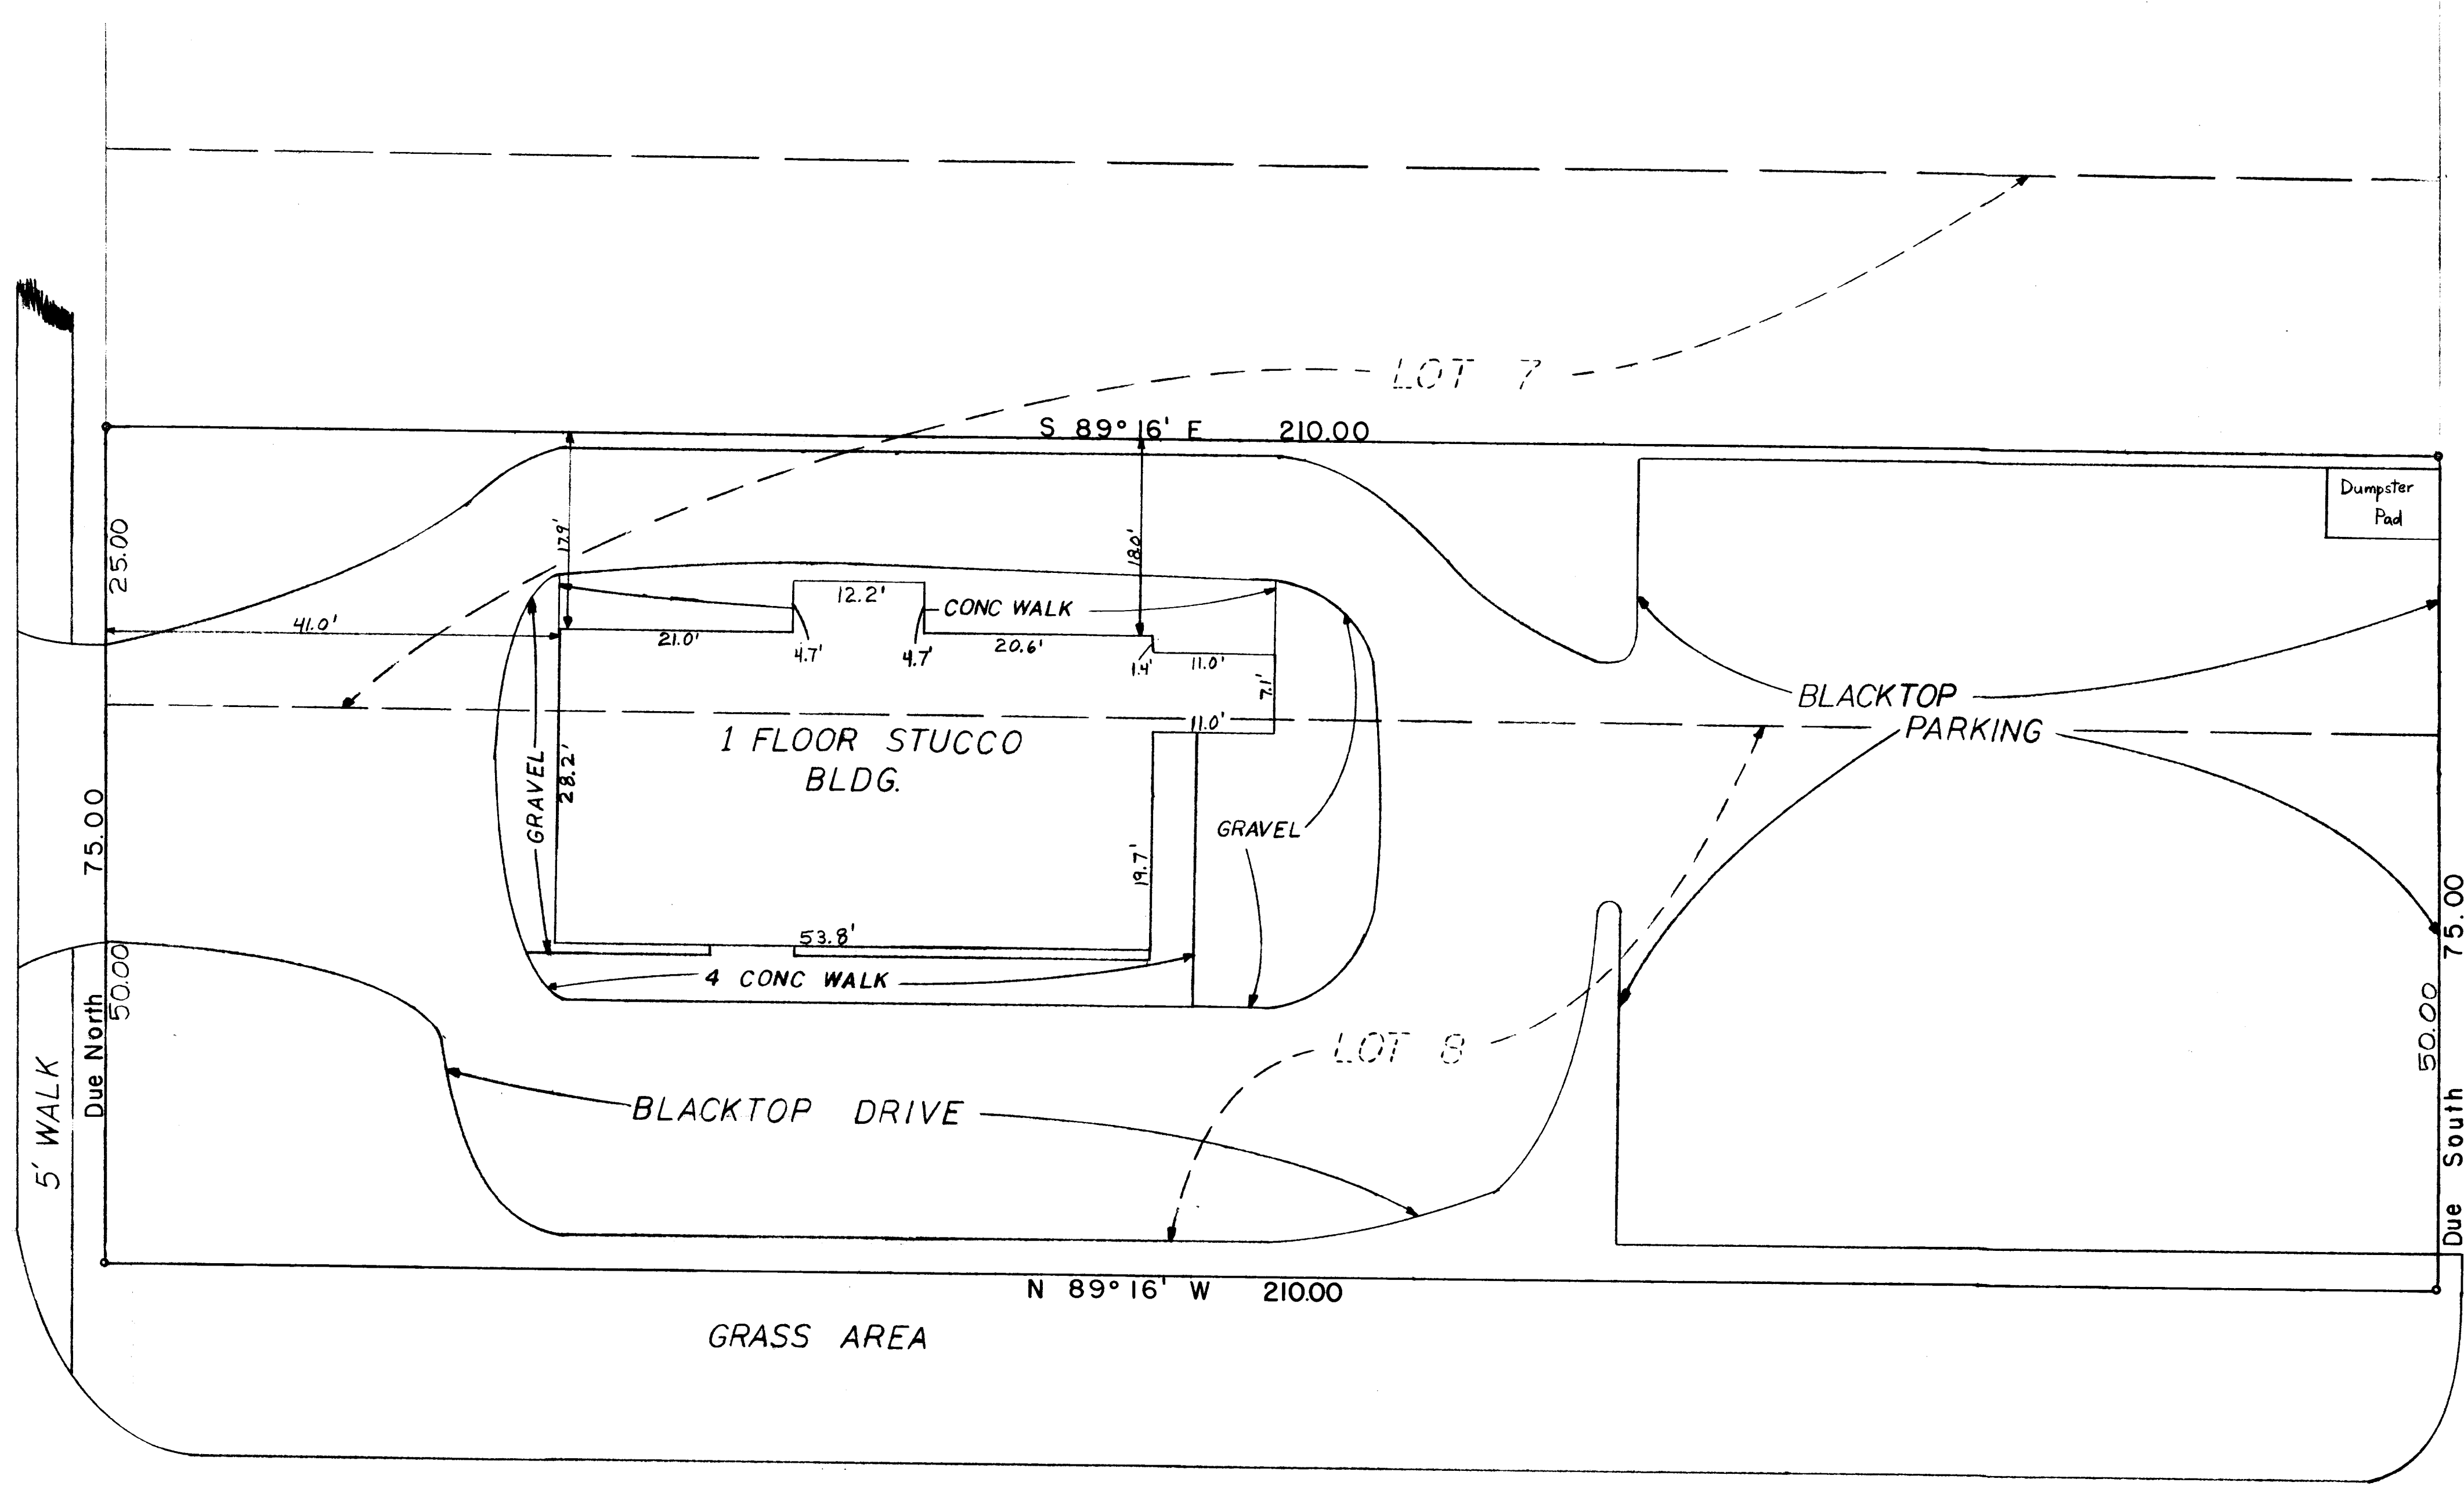 LOT 7
S 89° 16' E 210.00
Dumpster
Pad
25.00
17.9'
18.0'
12.2'
CONC WALK
41.0'
21.0'
4.7'
4.7'
20.6'
1.4'
11.0'
7.1'
BLACKTOP
PARKING
11.0'
1 FLOOR STUCCO
BLDG.
GRAVEL
28.2'
GRAVEL
19.7'
75.00
Due North
50.00
53.8'
4 CONC WALK
LOT 8
75.00
50.00
Due South
5' WALK
BLACKTOP DRIVE
N 89° 16' W 210.00
GRASS AREA